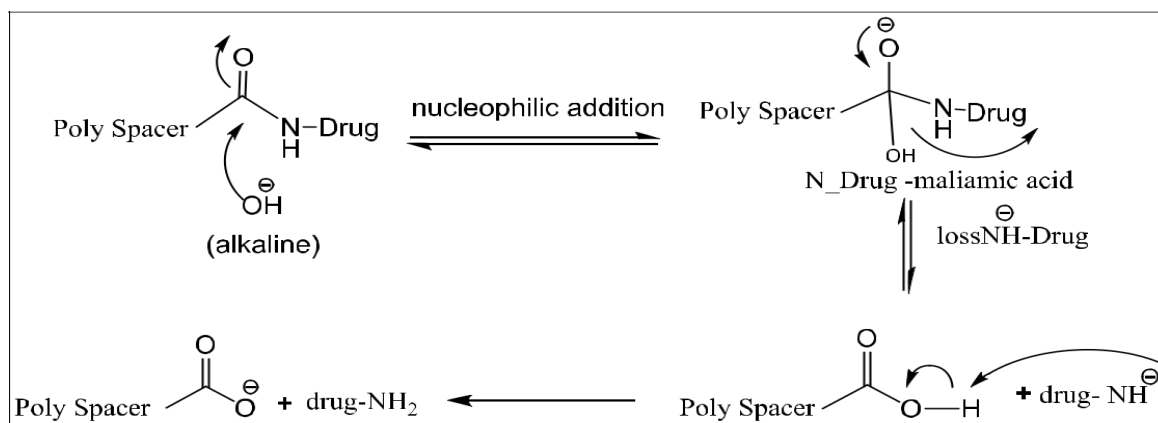 O
Poly Spacer
N-Drug
H
OH ⊖
(alkaline)
nucleophilic addition
⊖
O
Poly Spacer
N-Drug
H
OH
N_Drug -maliamic acid
⊖
lossNH-Drug
O
Poly Spacer
O ⊖
+ drug-NH₂
O
Poly Spacer
O-H
+ drug- NH ⊖